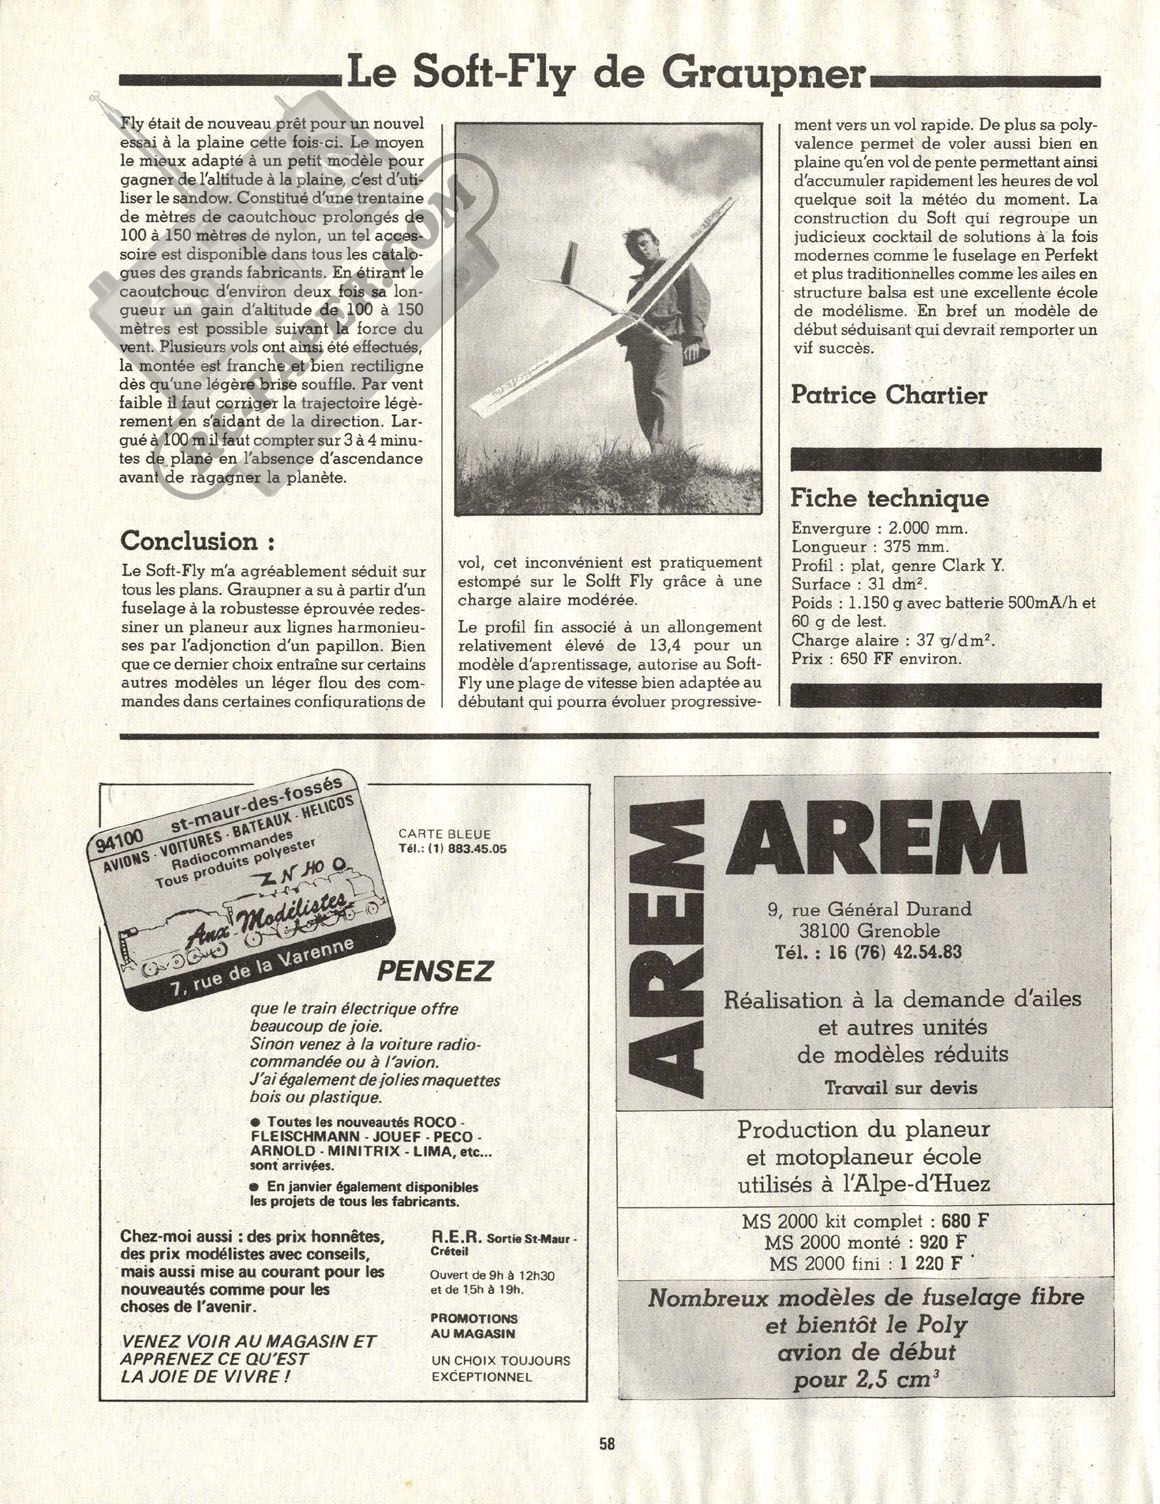 Le Soft-Fly de Graupner
Fly était de nouveau prêt pour un nouvel
essai à la plaine cette fois-ci. Le moyen
le mieux adapté à un petit modèle pour
gagner de l'altitude à la plaine, c'est d'uti-
liser le sandow. Constitué d'une trentaine
de mètres de caoutchouc prolongés de
100 à 150 mètres de nylon, un tel acces-
soire est disponible dans tous les catalo-
gues des grands fabricants. En étirant le
caoutchouc d'environ deux fois sa lon-
gueur un gain d'altitude de 100 à 150
mètres est possible suivant la force du
vent. Plusieurs vols ont ainsi été effectués,
la montée est franche et bien rectiligne
dès qu'une légère brise souffle. Par vent
faible il faut corriger la trajectoire légè-
rement en s'aidant de la direction. Lar-
gué à 100 m il faut compter sur 3 à 4 minu-
tes de plané en l'absence d'ascendance
avant de ragagner la planète.
RC-PAPER.COM
Conclusion :
Le Soft-Fly m'a agréablement séduit sur
tous les plans. Graupner a su à partir d'un
fuselage à la robustesse éprouvée redes-
siner un planeur aux lignes harmonieu-
ses par l'adjonction d'un papillon. Bien
que ce dernier choix entraîne sur certains
autres modèles un léger flou des com-
mandes dans certaines configurations de
vol, cet inconvénient est pratiquement
estompé sur le Solft Fly grâce à une
charge alaire modérée.
Le profil fin associé à un allongement
relativement élevé de 13,4 pour un
modèle d'aprentissage, autorise au Soft-
Fly une plage de vitesse bien adaptée au
débutant qui pourra évoluer progressive-
ment vers un vol rapide. De plus sa poly-
valence permet de voler aussi bien en
plaine qu'en vol de pente permettant ainsi
d'accumuler rapidement les heures de vol
quelque soit la météo du moment. La
construction du Soft qui regroupe un
judicieux cocktail de solutions à la fois
modernes comme le fuselage en Perfekt
et plus traditionnelles comme les ailes en
structure balsa est une excellente école
de modélisme. En bref un modèle de
début séduisant qui devrait remporter un
vif succès.
Patrice Chartier
Fiche technique
Envergure : 2.000 mm.
Longueur : 375 mm.
Profil : plat, genre Clark Y.
Surface : 31 dm².
Poids : 1.150 g avec batterie 500mA/h et
60 g de lest.
Charge alaire : 37 g/dm².
Prix : 650 FF environ.
94100 st-maur-des-fossés
AVIONS - VOITURES - BATEAUX - HELICOS
Radiocommandes
Tous produits polyester
Z N HO O
Aux Modélistes
7, rue de la Varenne
CARTE BLEUE
Tél.: (1) 883.45.05
PENSEZ
que le train électrique offre
beaucoup de joie.
Sinon venez à la voiture radio-
commandée ou à l'avion.
J'ai également de jolies maquettes
bois ou plastique.
● Toutes les nouveautés ROCO -
FLEISCHMANN - JOUEF - PECO -
ARNOLD - MINITRIX - LIMA, etc...
sont arrivées.
● En janvier également disponibles
les projets de tous les fabricants.
Chez-moi aussi : des prix honnêtes,
des prix modélistes avec conseils,
mais aussi mise au courant pour les
nouveautés comme pour les
choses de l'avenir.
VENEZ VOIR AU MAGASIN ET
APPRENEZ CE QU'EST
LA JOIE DE VIVRE !
R.E.R. Sortie St-Maur -
Créteil
Ouvert de 9h à 12h30
et de 15h à 19h.
PROMOTIONS
AU MAGASIN
UN CHOIX TOUJOURS
EXCEPTIONNEL
AREM
AREM
9, rue Général Durand
38100 Grenoble
Tél. : 16 (76) 42.54.83
Réalisation à la demande d'ailes
et autres unités
de modèles réduits
Travail sur devis
Production du planeur
et motoplaneur école
utilisés à l'Alpe-d'Huez
MS 2000 kit complet : 680 F
MS 2000 monté : 920 F
MS 2000 fini : 1 220 F
Nombreux modèles de fuselage fibre
et bientôt le Poly
avion de début
pour 2,5 cm³
58